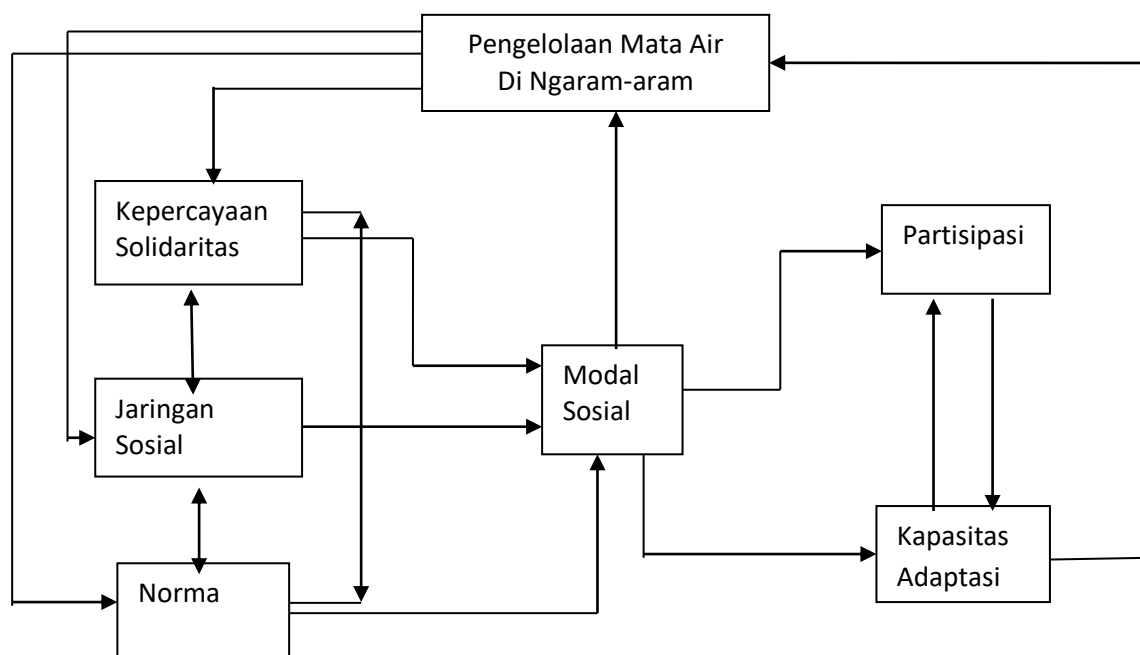 Pengelolaan Mata Air
Di Ngaram-aram
Kepercayaan
Solidaritas
Partisipasi
Modal
Sosial
Jaringan
Sosial
Kapasitas
Adaptasi
Norma